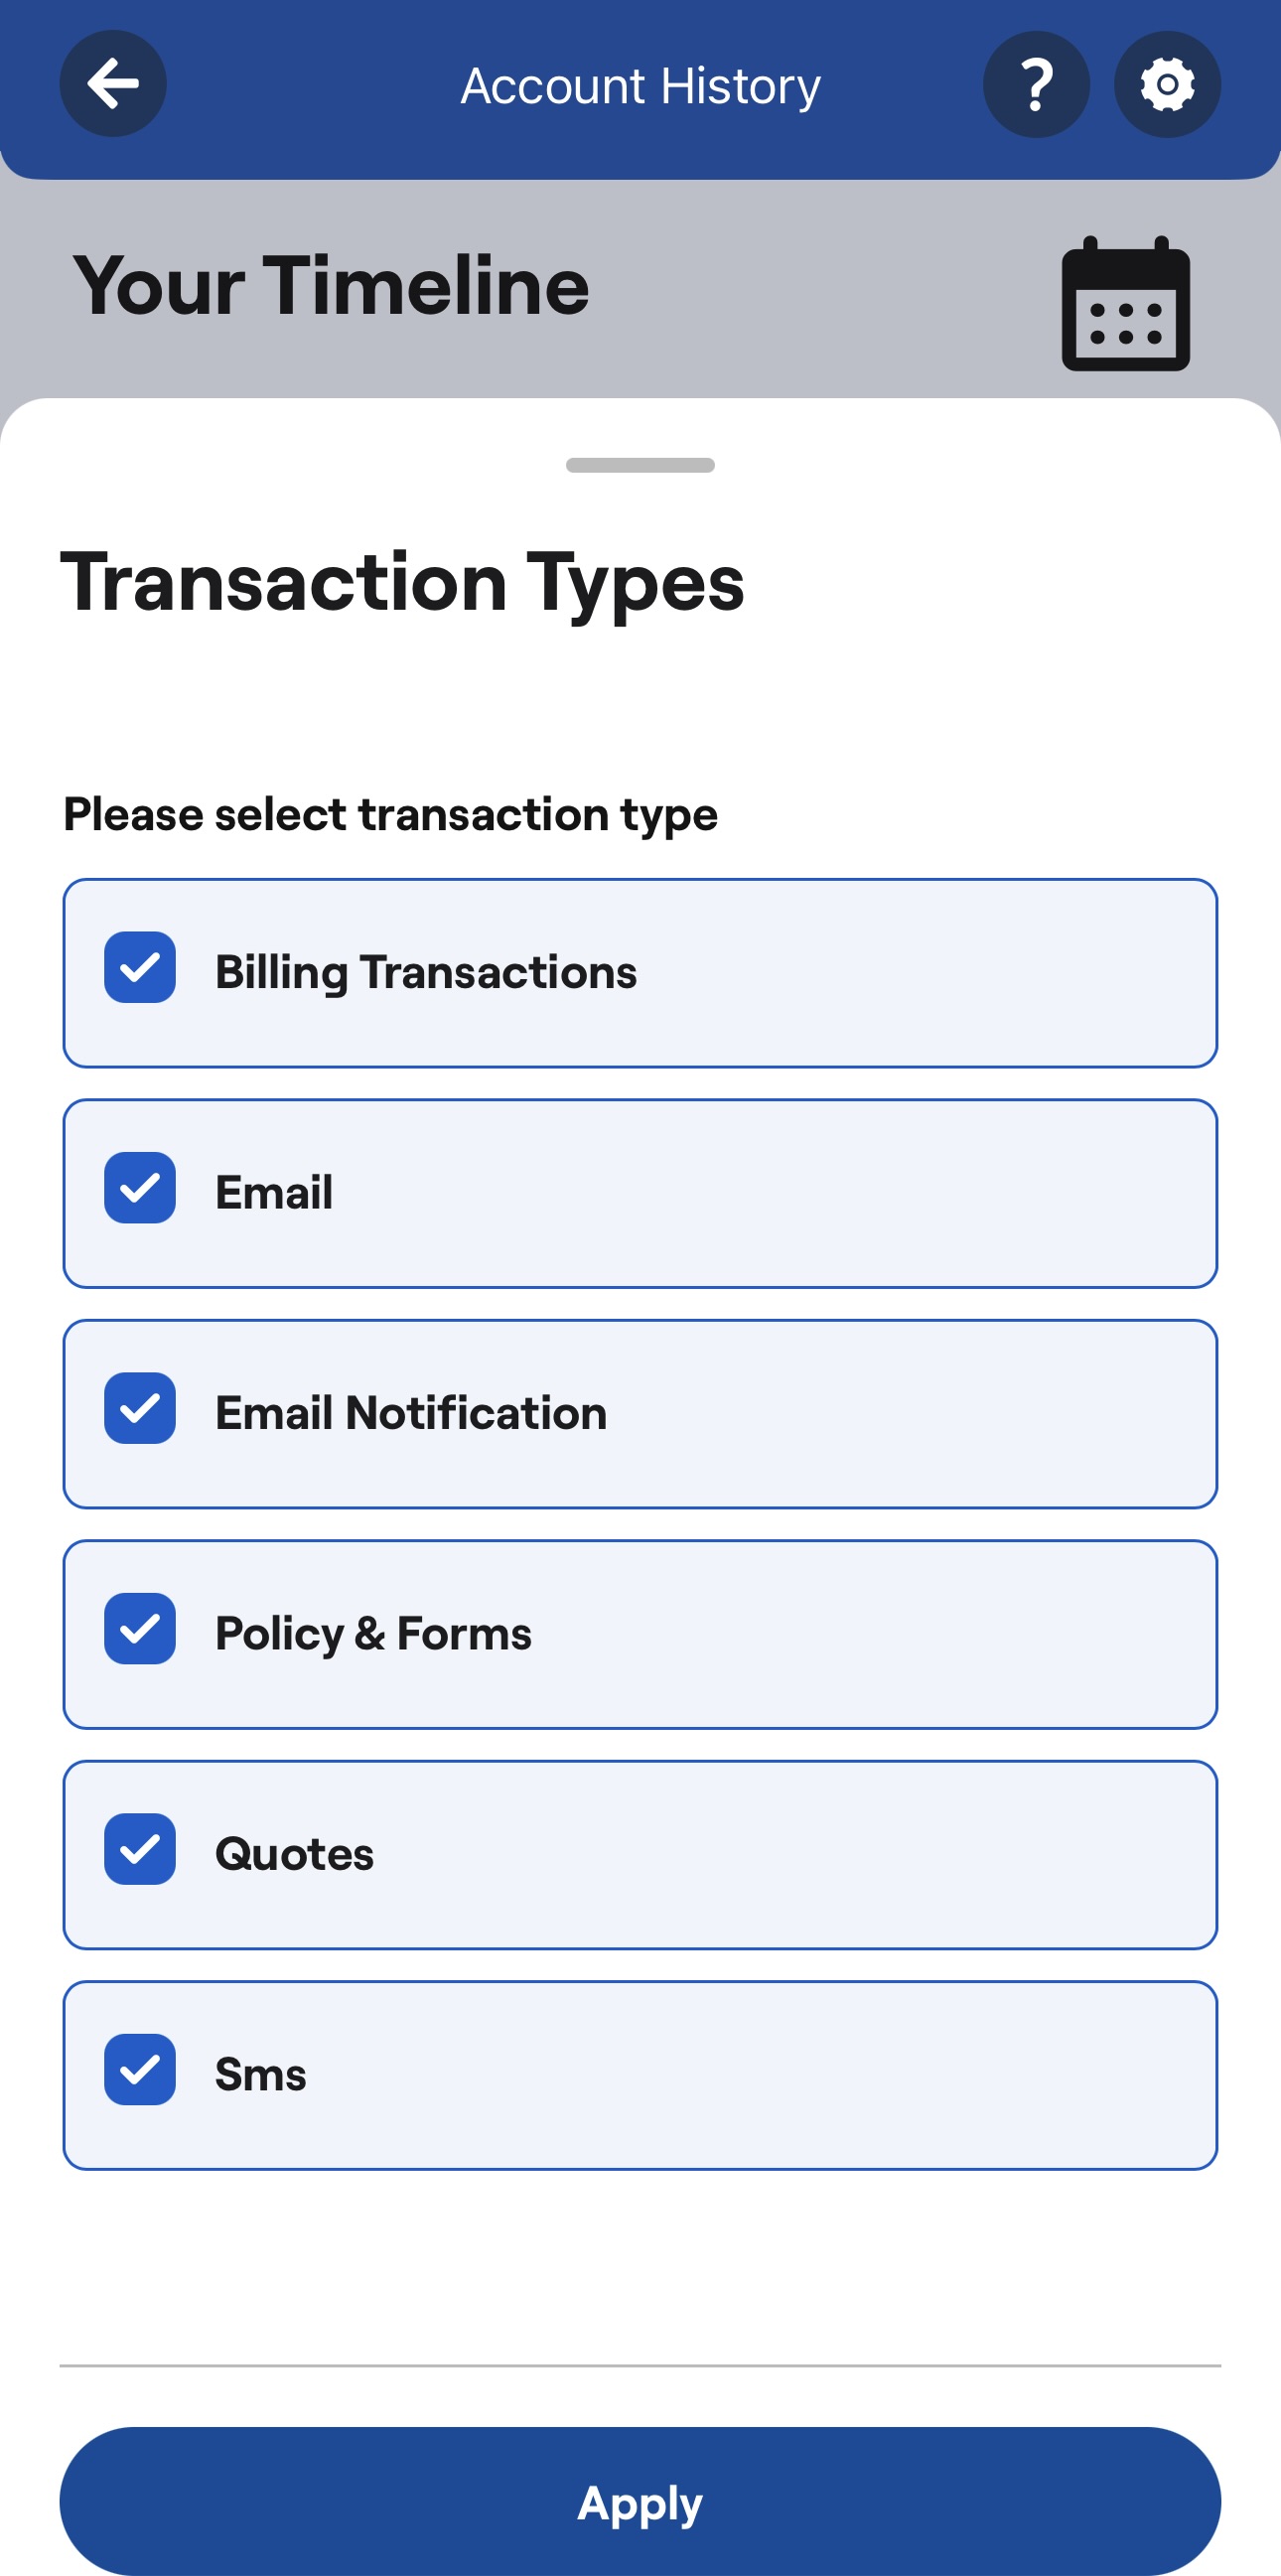 Account History
?
Your Timeline
Transaction Types
Please select transaction type
Billing Transactions
Email
Email Notification
Policy & Forms
Quotes
Sms
Apply